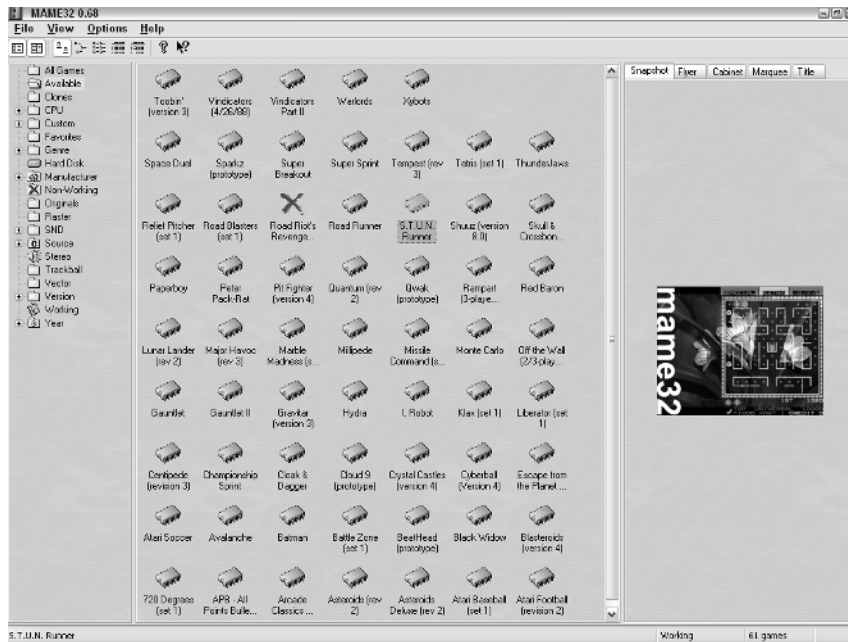 MAME32 0.68
File View Options Help
All Games
Available
Clones
CPU
Custom
Favorites
Genre
Hard Disk
Manufacturer
Non-Working
Originals
Raster
SND
Source
Stereo
Trackball
Vector
Version
Working
Year
Toobin' (version 3)
Vindicators (4/26/88)
Vindicators Part II
Warlords
Xybots
Space Duel
Sparkz (prototype)
Super Breakout
Super Sprint
Tempest (rev 3)
Tetris (set 1)
ThunderJaws
Relief Pitcher (set 1)
Road Blasters (set 1)
Road Riot's Revenge...
Road Runner
S.T.U.N. Runner
Shuuz (version 8.0)
Skull & Crossbon...
Paperboy
Peter Pack-Rat
Pit Fighter (version 4)
Quantum (rev 2)
Qwak (prototype)
Rampart (3-playe...
Red Baron
Lunar Lander (rev 2)
Major Havoc (rev 3)
Marble Madness (s...
Millipede
Missile Command (s...
Monte Carlo
Off the Wall (2/3-play...
Gauntlet
Gauntlet II
Gravitar (version 3)
Hydra
I, Robot
Klax (set 1)
Liberator (set 1)
Centipede (revision 3)
Championship Sprint
Cloak & Dagger
Cloud 9 (prototype)
Crystal Castles (version 4)
Cyberball (Version 4)
Escape from the Planet ...
Atari Soccer
Avalanche
Batman
Battle Zone (set 1)
BeatHead (prototype)
Black Widow
Blasteroids (version 4)
720 Degrees (set 1)
APB - All Points Bulle...
Arcade Classics ...
Asteroids (rev 2)
Asteroids Deluxe (rev 2)
Atari Baseball (set 1)
Atari Football (revision 2)
Snapshot Flyer Cabinet Marquee Title
mame32
S.T.U.N. Runner
Working
61 games